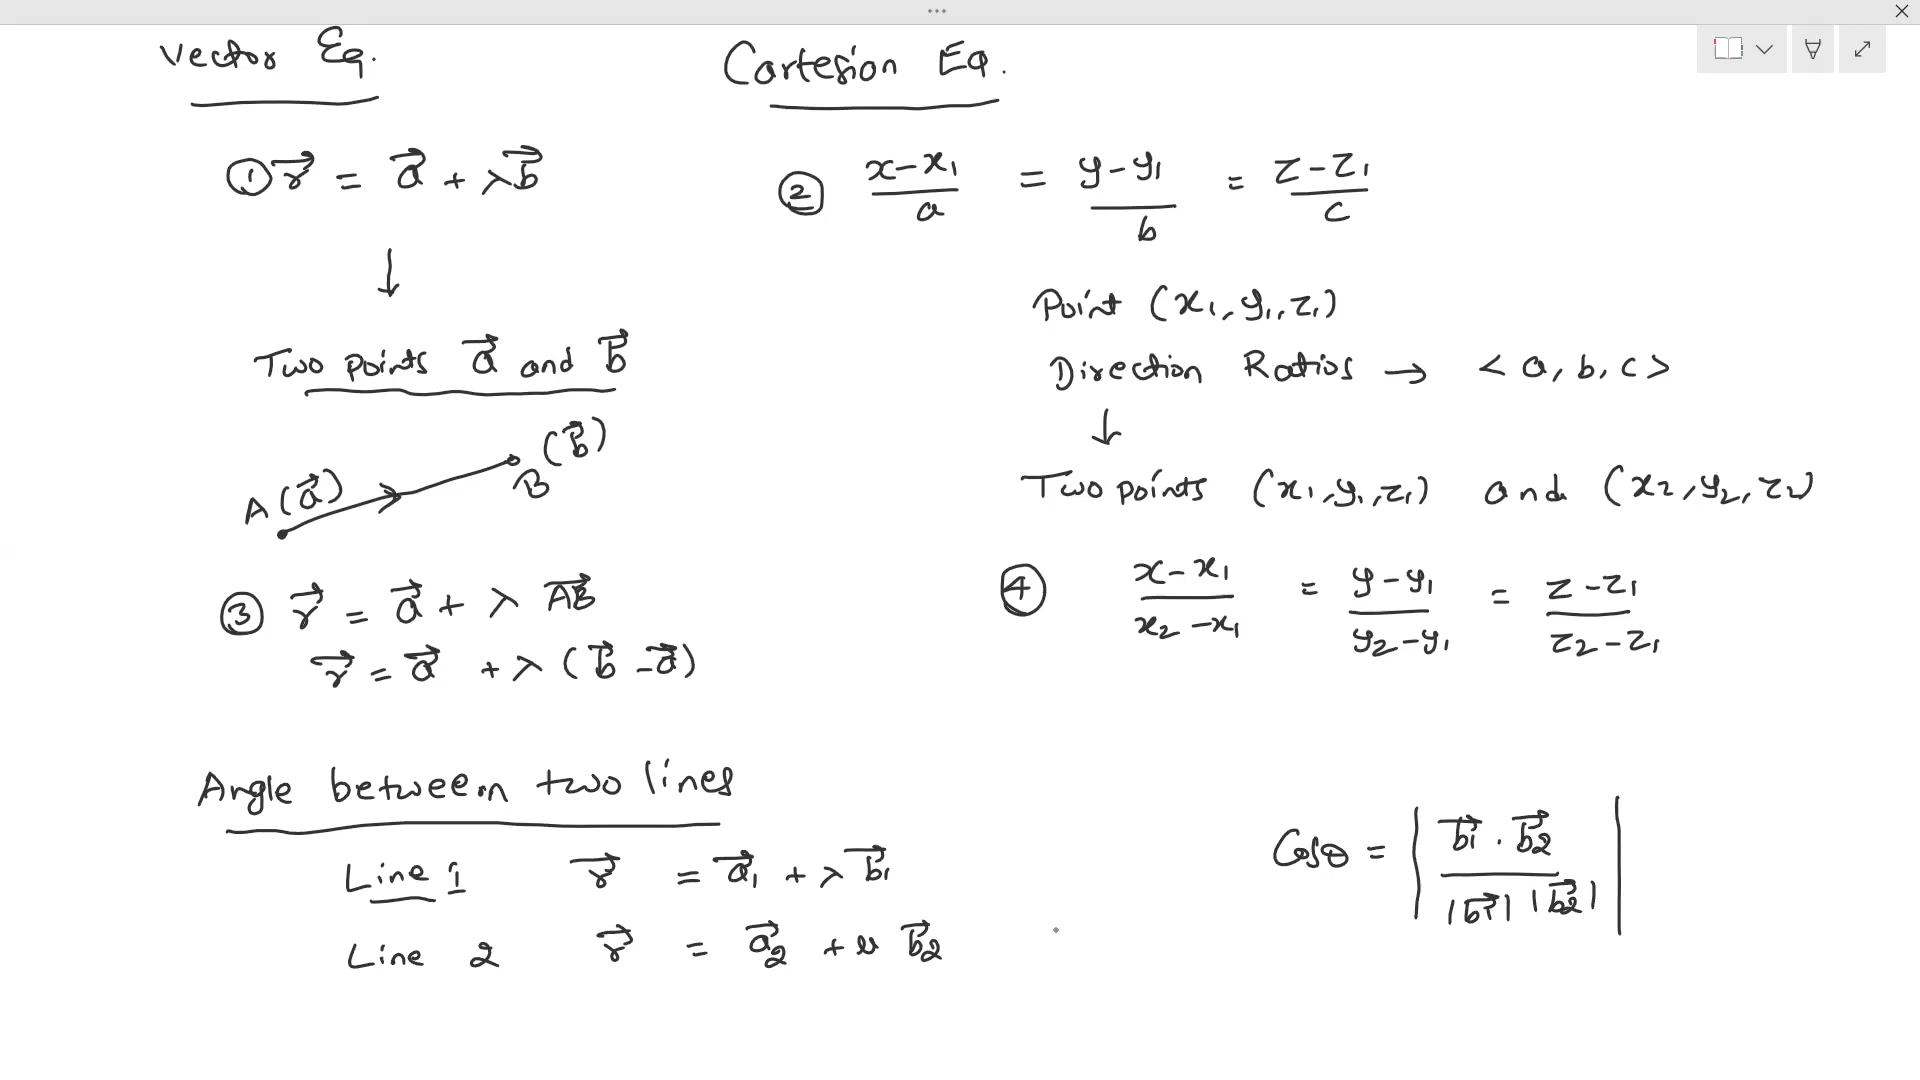 Vector Eq.
① r⃗ = a⃗ + λb⃗
↓
Two points a⃗ and b⃗
A(a⃗) B (b⃗)
③ r⃗ = a⃗ + λ AB⃗
r⃗ = a⃗ + λ (b⃗ - a⃗)
Cartesion Eq.
② x-x₁/a = y-y₁/b = z-z₁/c
Point (x₁,y₁,z₁)
Direction Ratios → <a, b, c>
↓
Two points (x₁,y₁,z₁) and (x₂,y₂,z₂)
④ x-x₁/x₂-x₁ = y-y₁/y₂-y₁ = z-z₁/z₂-z₁
Angle between two lines
Line 1 r⃗ = a⃗₁ + λb⃗₁
Line 2 r⃗ = a⃗₂ + μ b⃗₂
Cosθ = | b⃗₁ . b⃗₂ / |b⃗₁| |b⃗₂| |